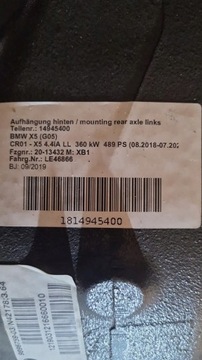 Aufhängung hinten / mounting rear axle links
Teilenr.: 14945400
BMW X5 (G05)
CR01 - X5 4,4iA LL 360 kW 489 PS (08.2018-07.202
Fzgnr.: 20-13432 M: XB1
Fahrg.Nr.: LE46866
BJ: 09/2019
1814945400